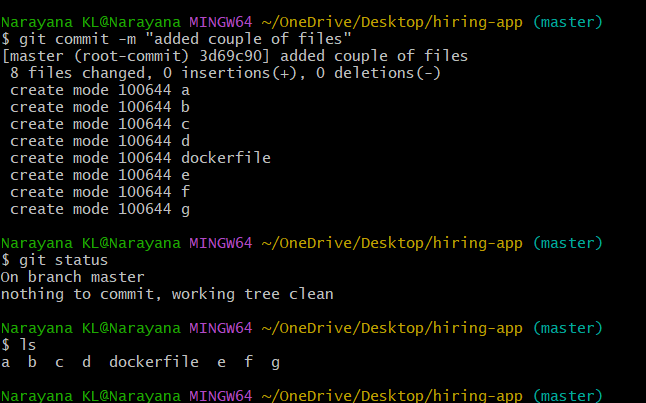 Narayana KL@Narayana MINGW64 ~/OneDrive/Desktop/hiring-app (master)
$ git commit -m "added couple of files"
[master (root-commit) 3d69c90] added couple of files
 8 files changed, 0 insertions(+), 0 deletions(-)
 create mode 100644 a
 create mode 100644 b
 create mode 100644 c
 create mode 100644 d
 create mode 100644 dockerfile
 create mode 100644 e
 create mode 100644 f
 create mode 100644 g
Narayana KL@Narayana MINGW64 ~/OneDrive/Desktop/hiring-app (master)
$ git status
On branch master
nothing to commit, working tree clean
Narayana KL@Narayana MINGW64 ~/OneDrive/Desktop/hiring-app (master)
$ ls
a  b  c  d  dockerfile  e  f  g
Narayana KL@Narayana MINGW64 ~/OneDrive/Desktop/hiring-app (master)